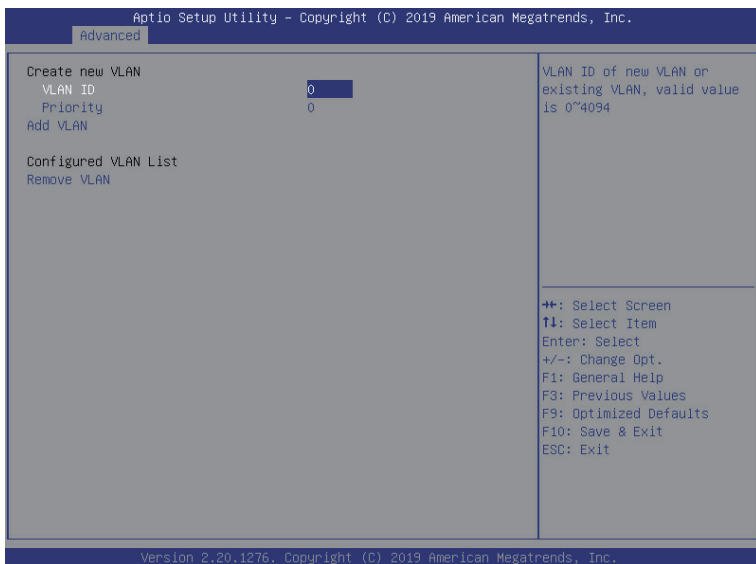 Aptio Setup Utility – Copyright (C) 2019 American Megatrends, Inc.
Advanced
Create new VLAN
VLAN ID 0
Priority 0
Add VLAN
Configured VLAN List
Remove VLAN
VLAN ID of new VLAN or
existing VLAN, valid value
is 0~4094
→←: Select Screen
↑↓: Select Item
Enter: Select
+/-: Change Opt.
F1: General Help
F3: Previous Values
F9: Optimized Defaults
F10: Save & Exit
ESC: Exit
Version 2.20.1276. Copyright (C) 2019 American Megatrends, Inc.